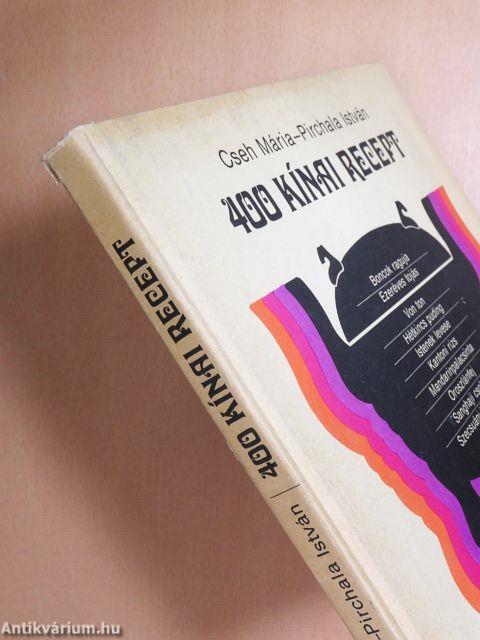 Cseh Mária–Pirchala István
400 KÍNAI RECEPT
Boncok raguja
Ezeréves tojás
Von ton
Hétkincs puding
Istenek levese
Kantoni rizs
Mandarinpalacsinta
Oroszlánfej
Sanghaji
400 KÍNAI RECEPT
-Pirchala István
Antikvárium.hu